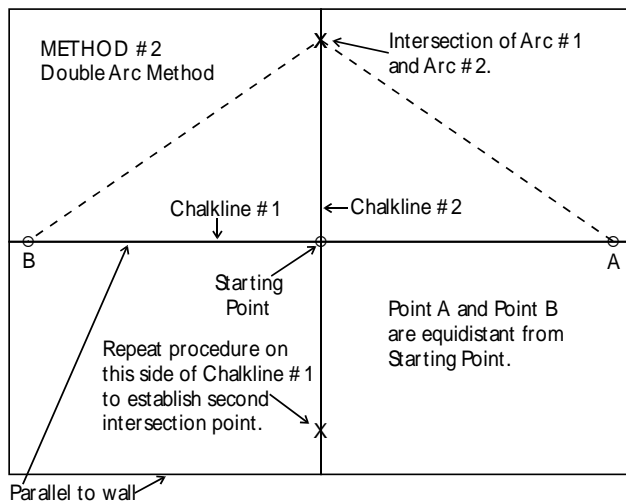 METHOD #2
Double Arc Method
X
Intersection of Arc #1
and Arc #2.
Chalkline #1
Chalkline #2
B
A
Starting
Point
Point A and Point B
are equidistant from
Starting Point.
Repeat procedure on
this side of Chalkline #1
to establish second
intersection point.
X
Parallel to wall